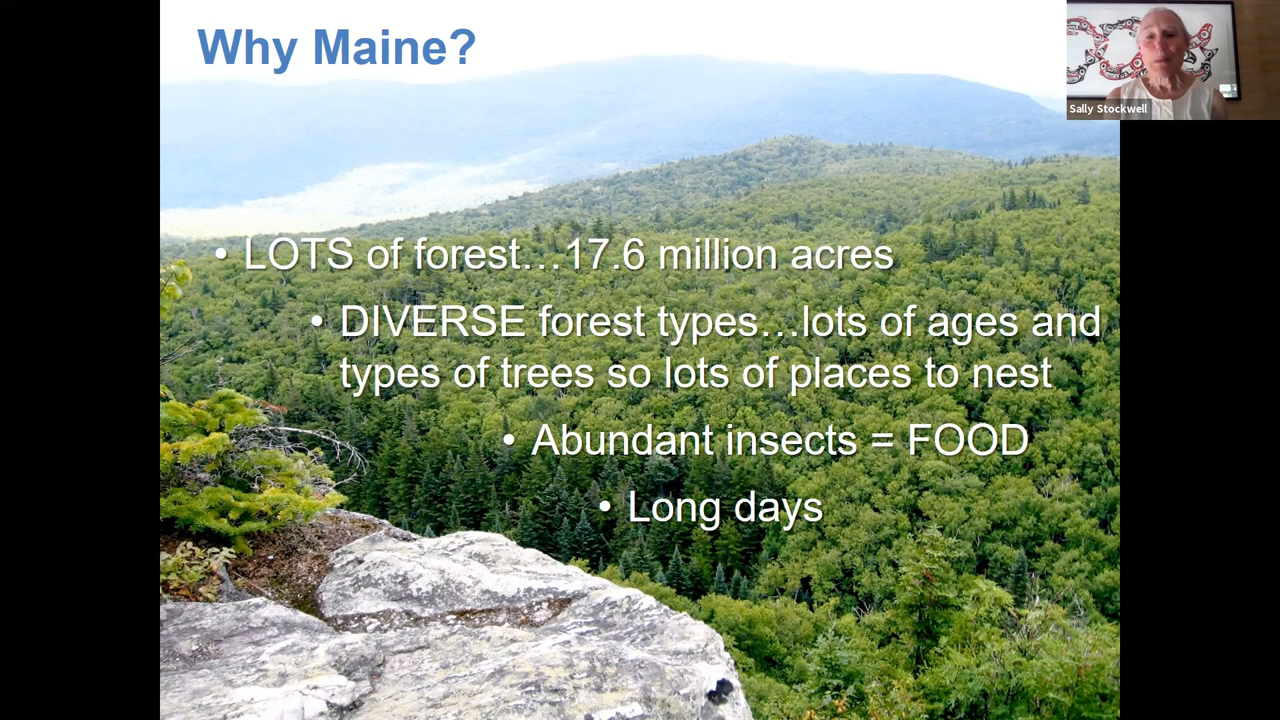 Why Maine?
Sally Stockwell
• LOTS of forest…17.6 million acres
• DIVERSE forest types…lots of ages and
types of trees so lots of places to nest
• Abundant insects = FOOD
• Long days